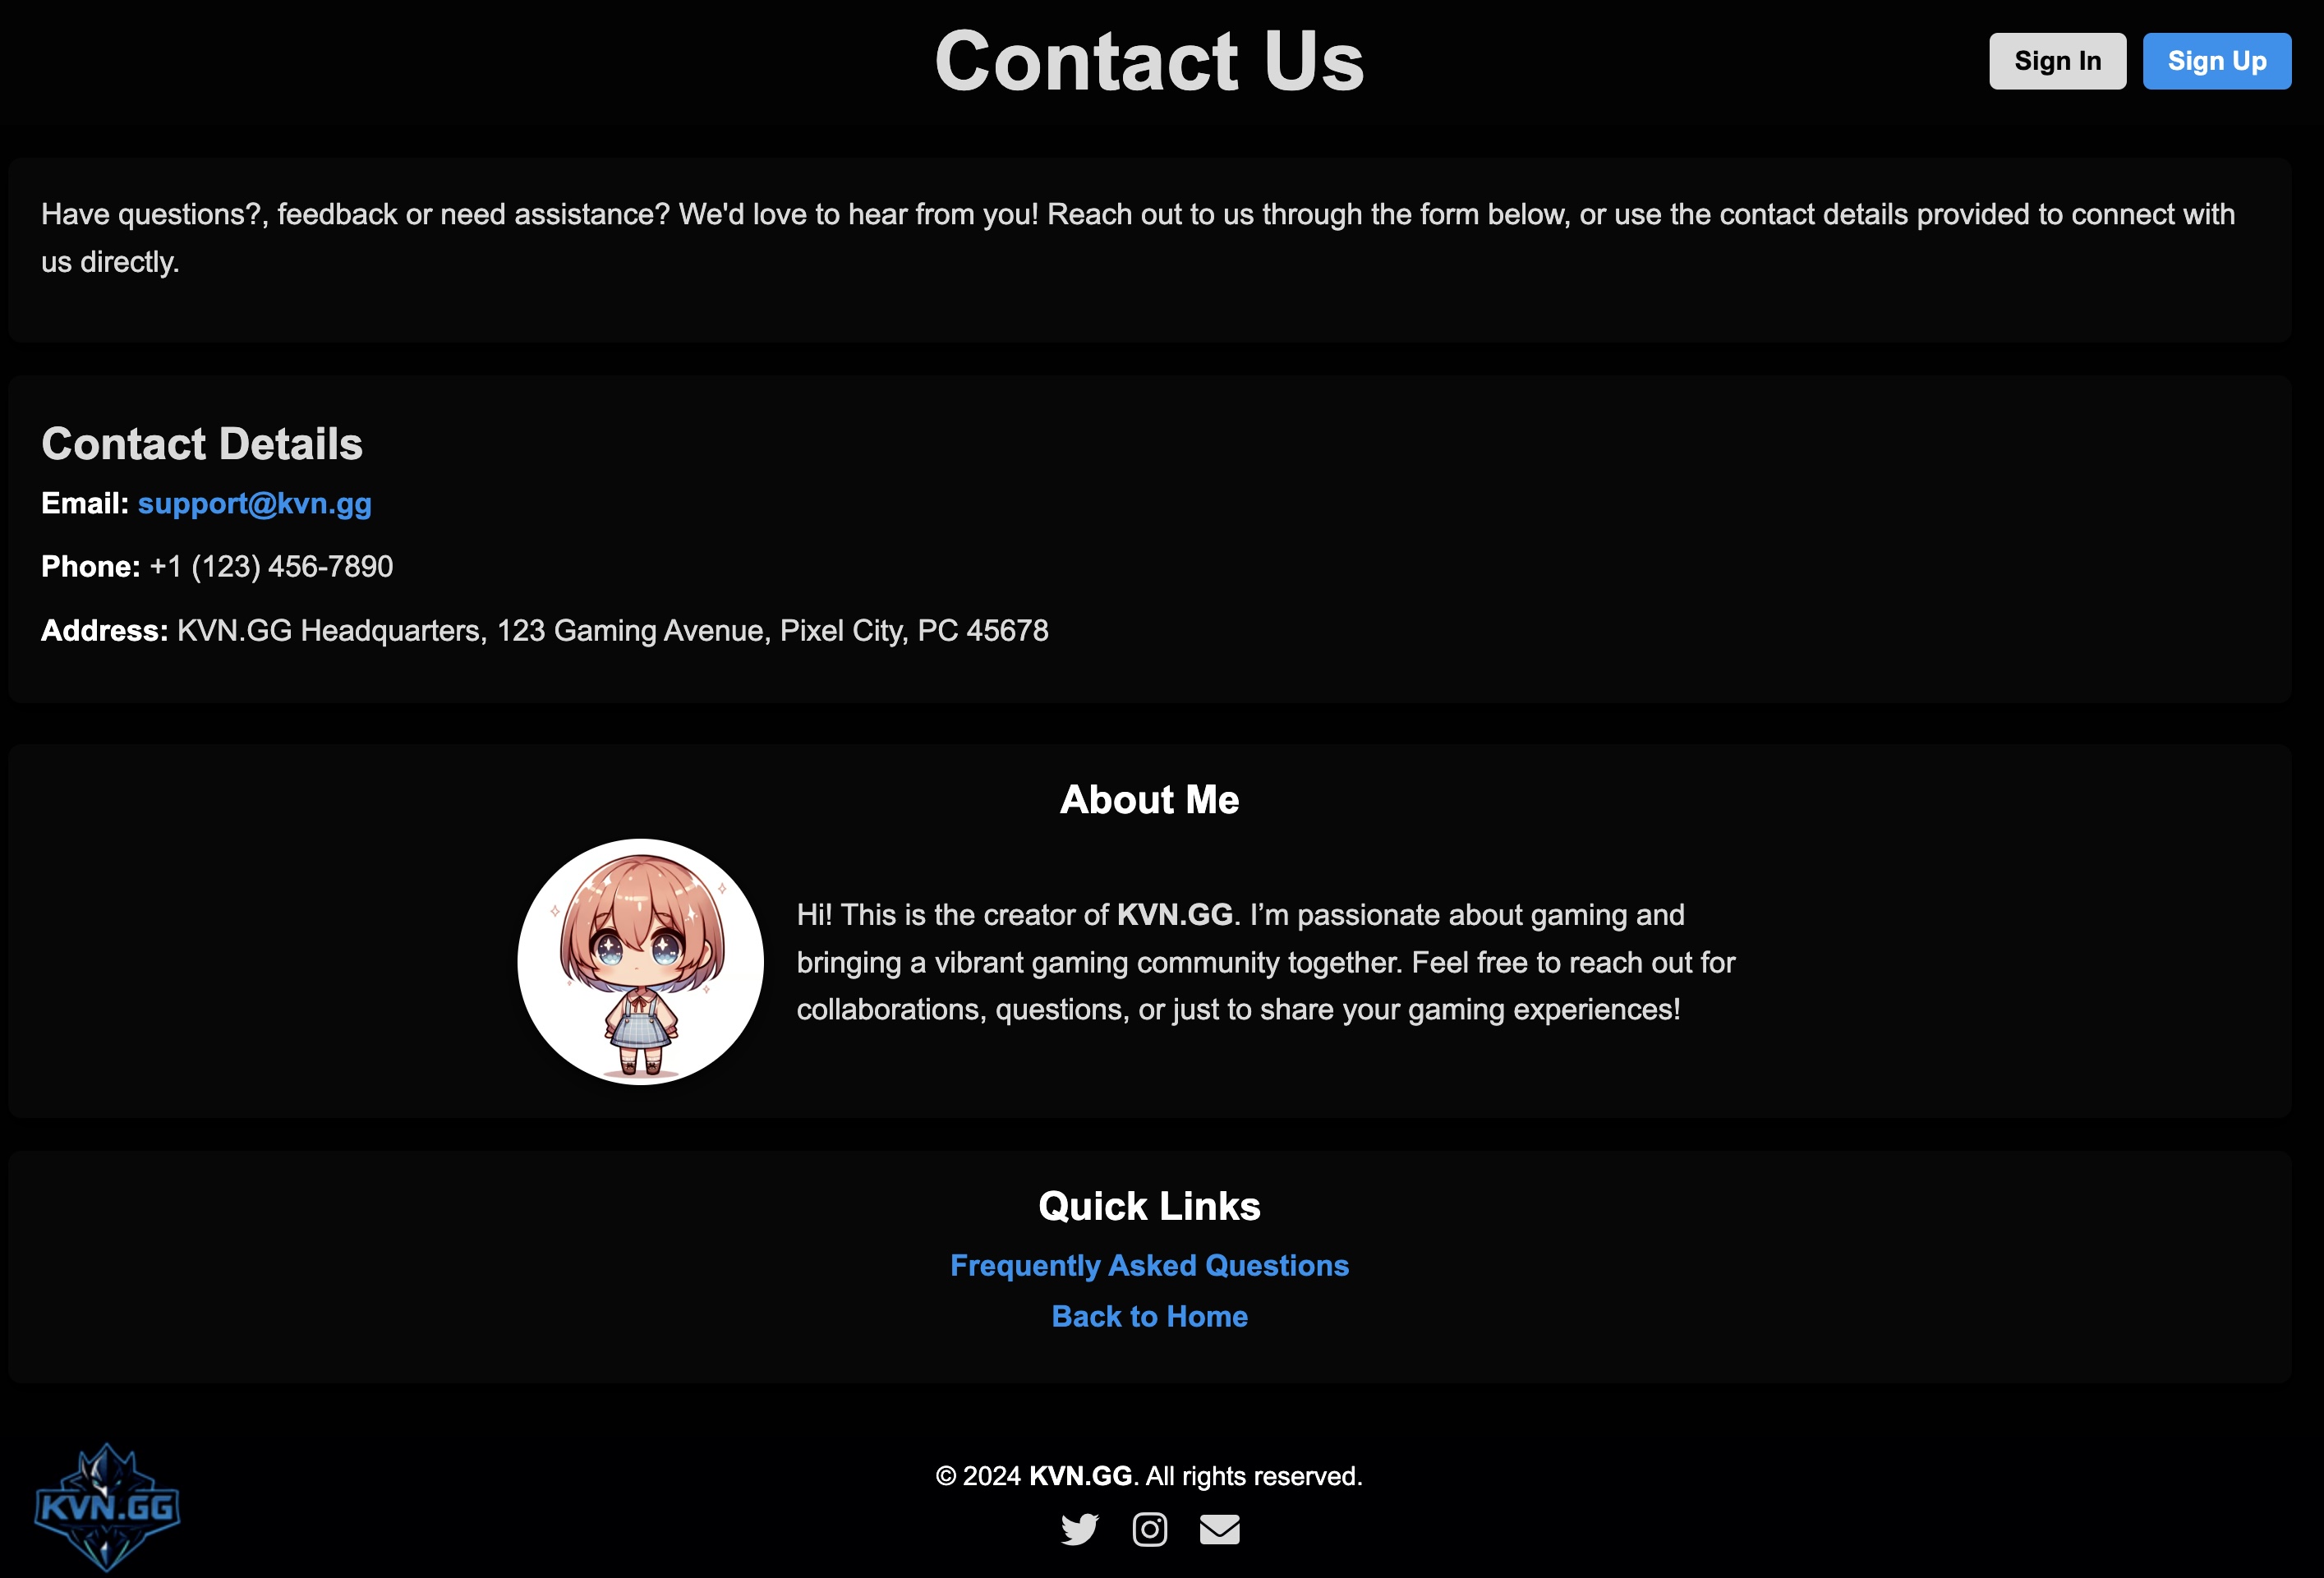 Contact Us
Sign In
Sign Up
Have questions?, feedback or need assistance? We'd love to hear from you! Reach out to us through the form below, or use the contact details provided to connect with
us directly.
Contact Details
Email: support@kvn.gg
Phone: +1 (123) 456-7890
Address: KVN.GG Headquarters, 123 Gaming Avenue, Pixel City, PC 45678
About Me
Hi! This is the creator of KVN.GG. I’m passionate about gaming and
bringing a vibrant gaming community together. Feel free to reach out for
collaborations, questions, or just to share your gaming experiences!
Quick Links
Frequently Asked Questions
Back to Home
KVN.GG
© 2024 KVN.GG. All rights reserved.